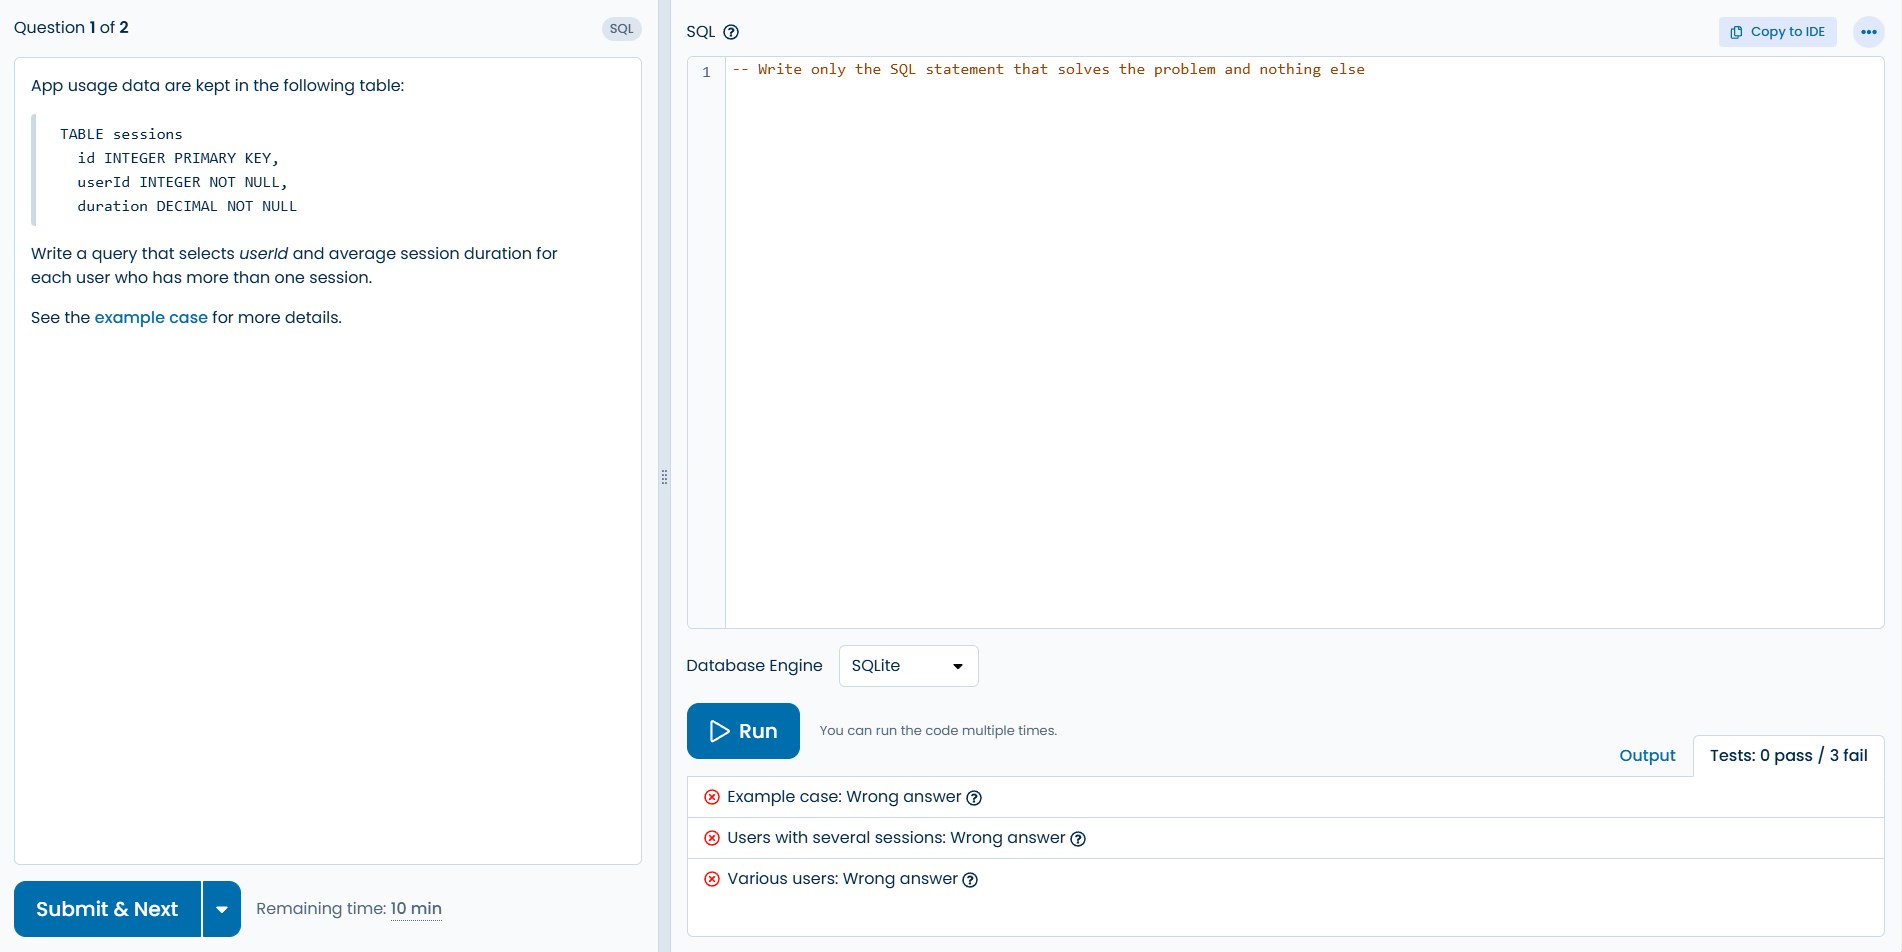 Question 1 of 2
SQL
App usage data are kept in the following table:
TABLE sessions
id INTEGER PRIMARY KEY,
userId INTEGER NOT NULL,
duration DECIMAL NOT NULL
Write a query that selects userId and average session duration for
each user who has more than one session.
See the example case for more details.
Submit & Next
Remaining time: 10 min
SQL
Copy to IDE
1
-- Write only the SQL statement that solves the problem and nothing else
Database Engine
SQLite
Run
You can run the code multiple times.
Output
Tests: 0 pass / 3 fail
Example case: Wrong answer
Users with several sessions: Wrong answer
Various users: Wrong answer